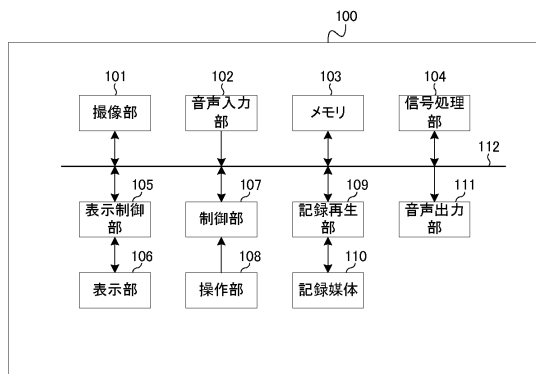 100
101
102
103
104
撮像部
音声入力
部
メモリ
信号処理
部
112
105
107
109
111
表示制御
部
制御部
記録再生
部
音声出力
部
106
108
110
表示部
操作部
記録媒体